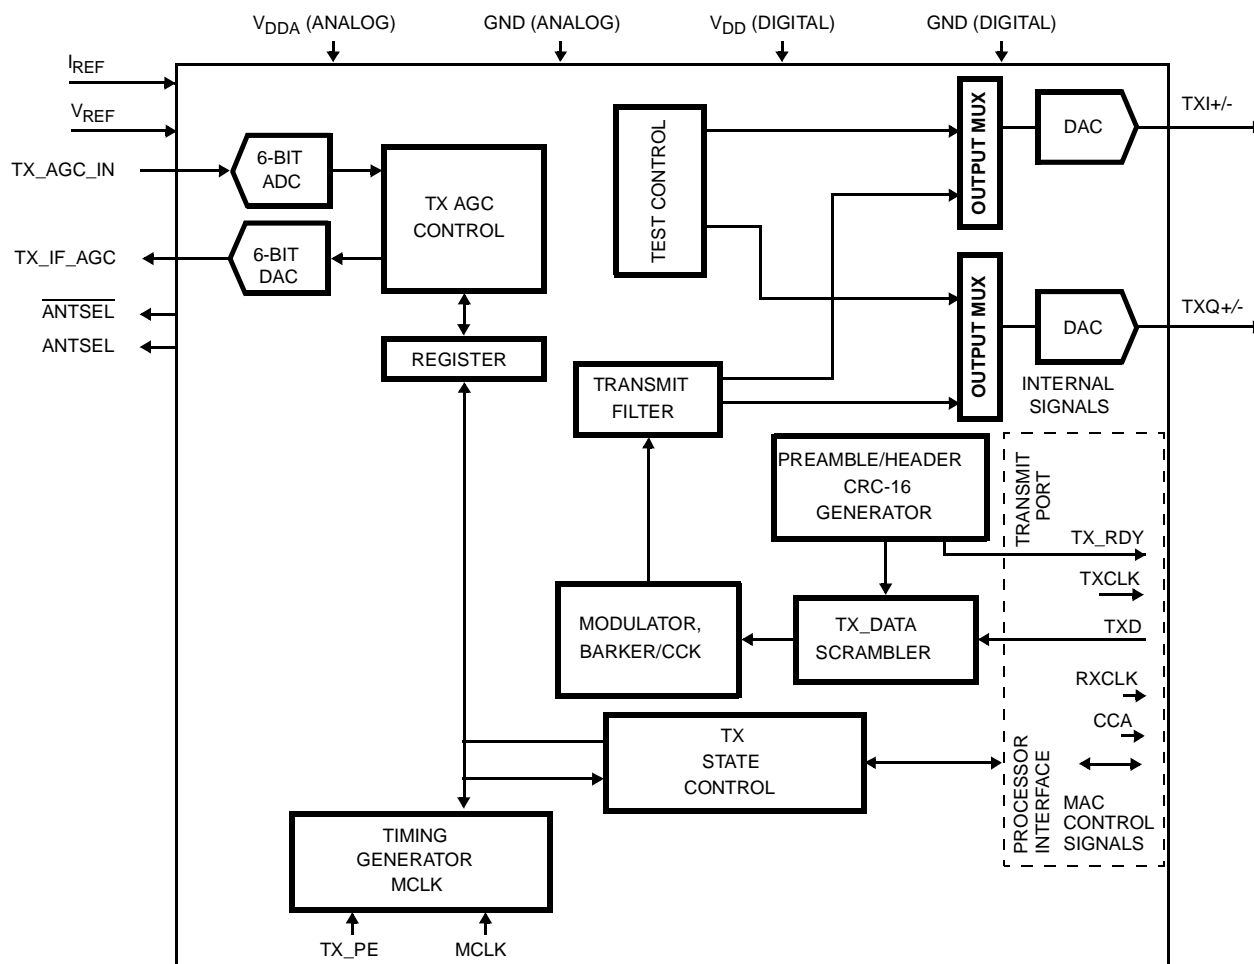 VDDA (ANALOG)
GND (ANALOG)
VDD (DIGITAL)
GND (DIGITAL)
IREF
VREF
TX_AGC_IN
TX_IF_AGC
ANTSEL
ANTSEL
6-BIT
ADC
6-BIT
DAC
TX AGC
CONTROL
REGISTER
TEST CONTROL
OUTPUT MUX
DAC
TXI+/-
OUTPUT MUX
DAC
TXQ+/-
INTERNAL
SIGNALS
TRANSMIT
FILTER
PREAMBLE/HEADER
CRC-16
GENERATOR
TRANSMIT
PORT
TX_RDY
TXCLK
TXD
RXCLK
CCA
MODULATOR,
BARKER/CCK
TX_DATA
SCRAMBLER
TX
STATE
CONTROL
PROCESSOR
INTERFACE
MAC
CONTROL
SIGNALS
TIMING
GENERATOR
MCLK
TX_PE
MCLK